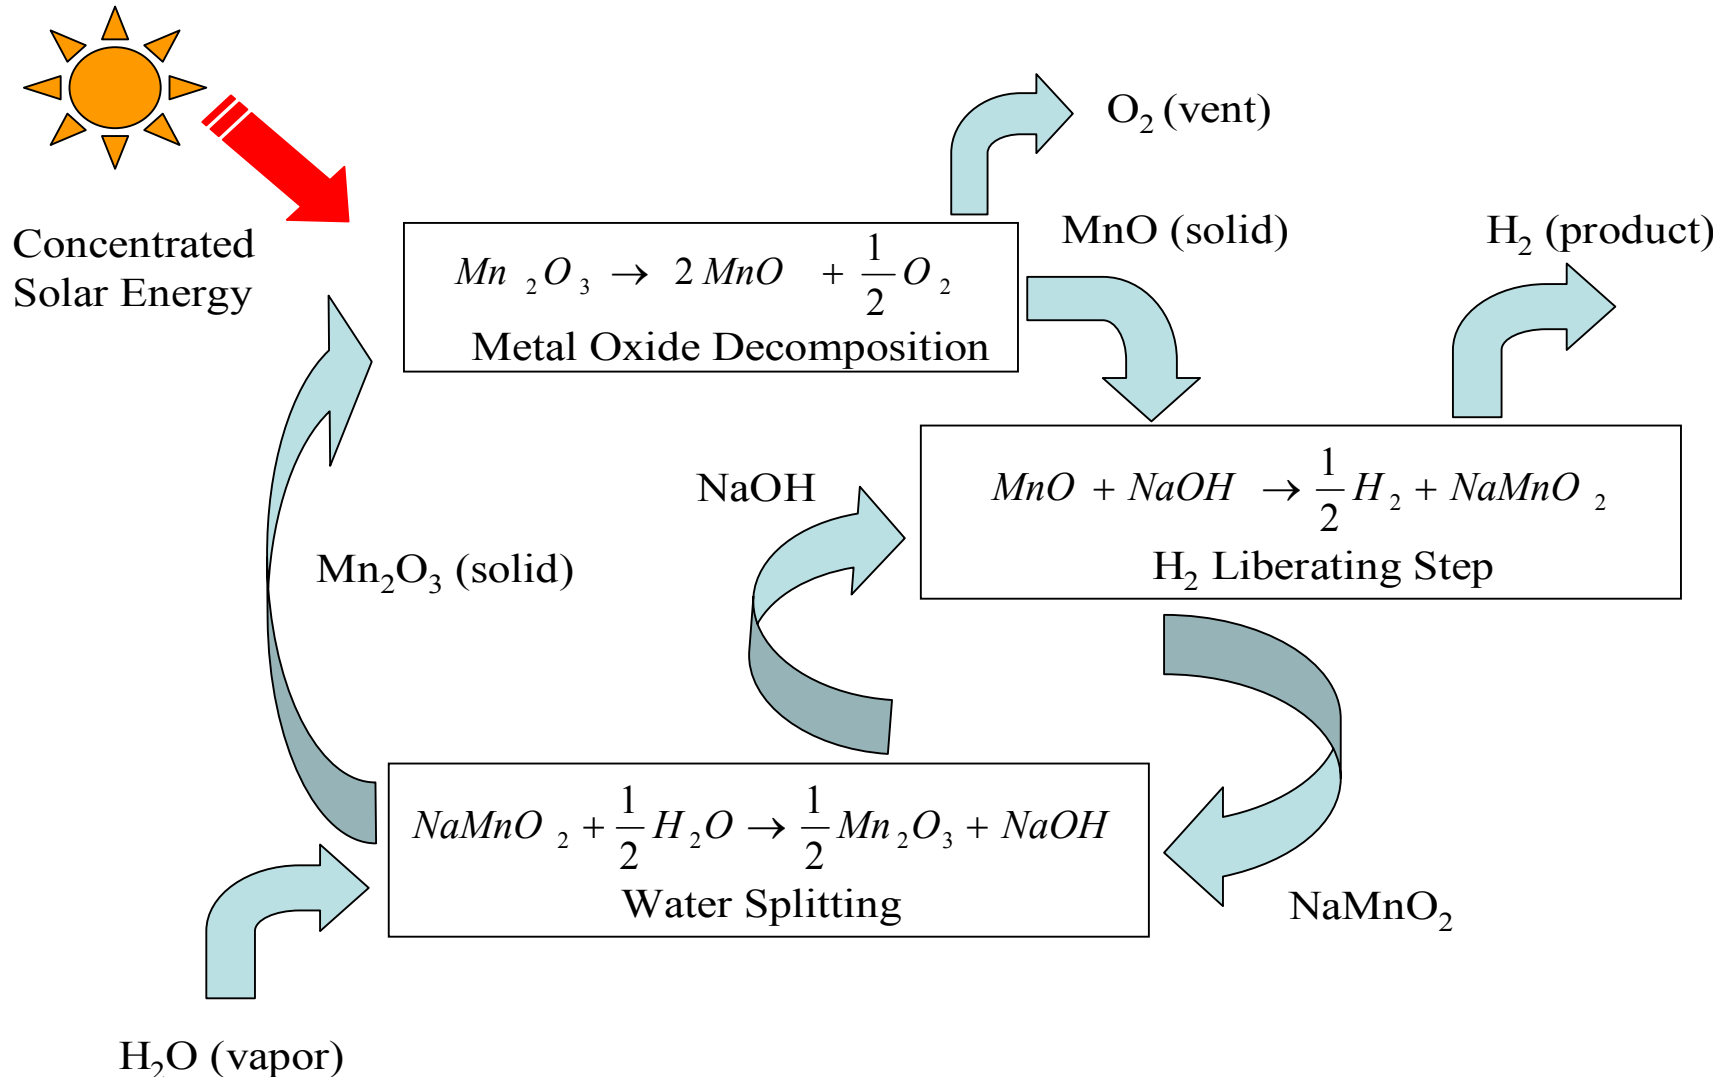 O₂ (vent)
MnO (solid)
H₂ (product)
Concentrated
Solar Energy
Mn₂O₃ → 2 MnO + 1/2 O₂
Metal Oxide Decomposition
NaOH
MnO + NaOH → 1/2 H₂ + NaMnO₂
H₂ Liberating Step
Mn₂O₃ (solid)
NaMnO₂ + 1/2 H₂O → 1/2 Mn₂O₃ + NaOH
Water Splitting
NaMnO₂
H₂O (vapor)